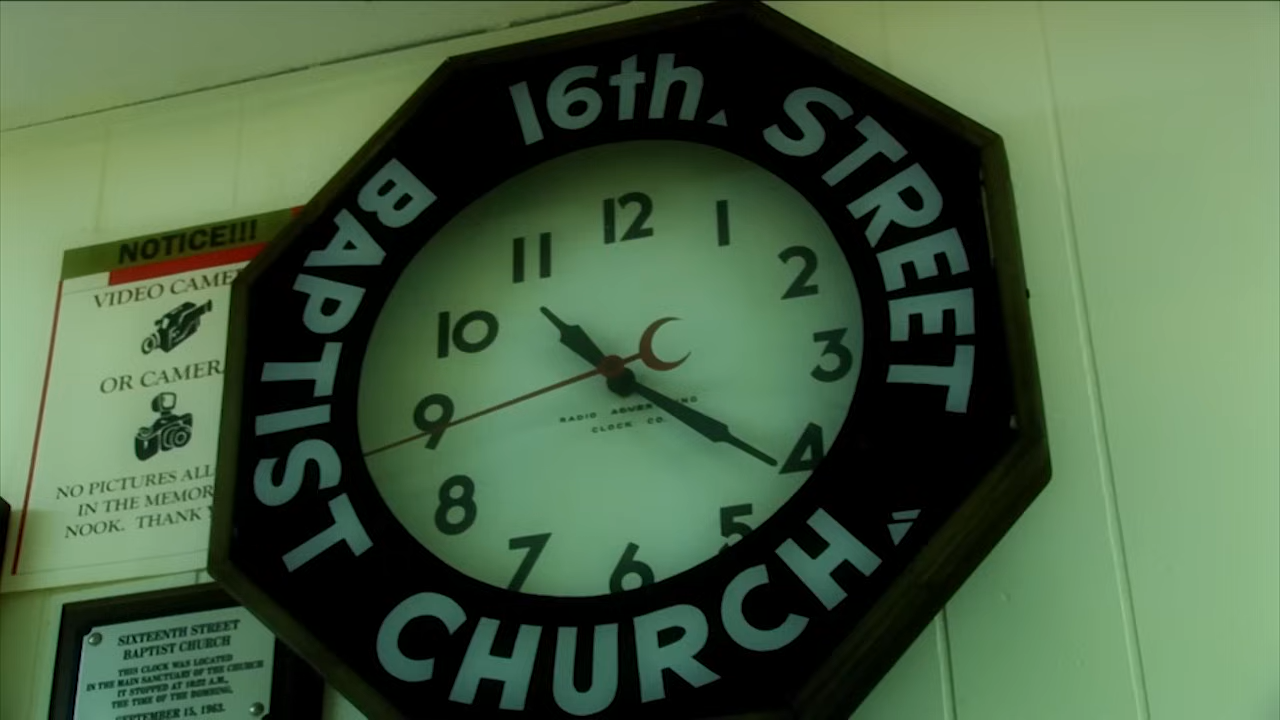 16th. STREET
BAPTIST CHURCH
12
1
2
3
4
5
6
7
8
9
10
11
RADIO ADVERTISING
CLOCK CO.
NOTICE!!!
VIDEO CAME
OR CAMER
NO PICTURES ALL
IN THE MEMOR
NOOK. THANK Y
SIXTEENTH STREET
BAPTIST CHURCH
THIS CLOCK WAS LOCATED
IN THE MAIN SANCTUARY OF THE CHURCH
IT STOPPED AT 10:22 A.M.,
THE TIME OF THE BOMBING,
SEPTEMBER 15, 1963.